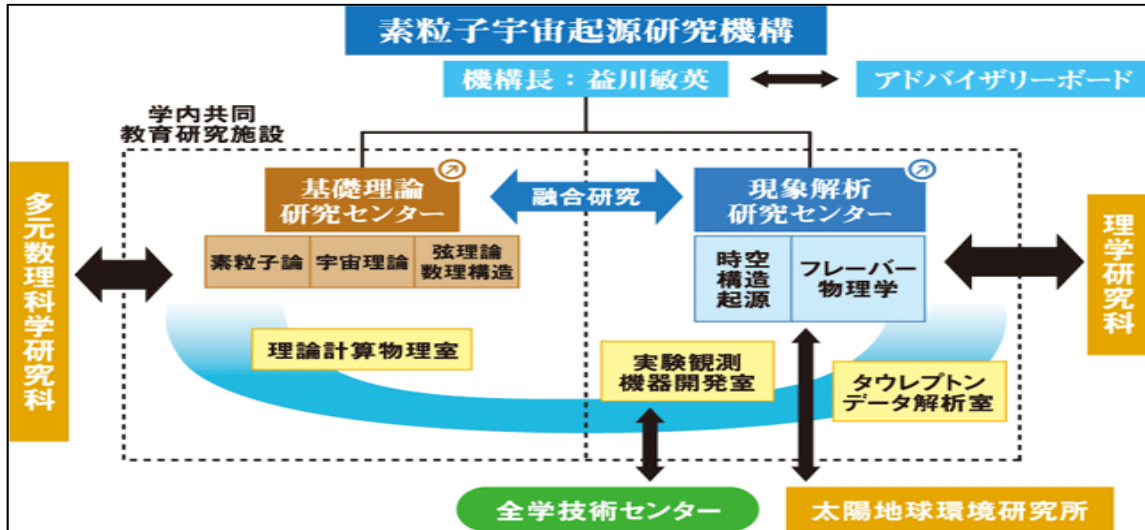 素粒子宇宙起源研究機構
機構長：益川敏英
アドバイザリーボード
学内共同
教育研究施設
多元数理科学研究科
基礎理論
研究センター
融合研究
現象解析
研究センター
理学研究科
素粒子論
宇宙理論
弦理論
数理構造
時空
構造
起源
フレーバー
物理学
理論計算物理室
実験観測
機器開発室
タウレプトン
データ解析室
全学技術センター
太陽地球環境研究所